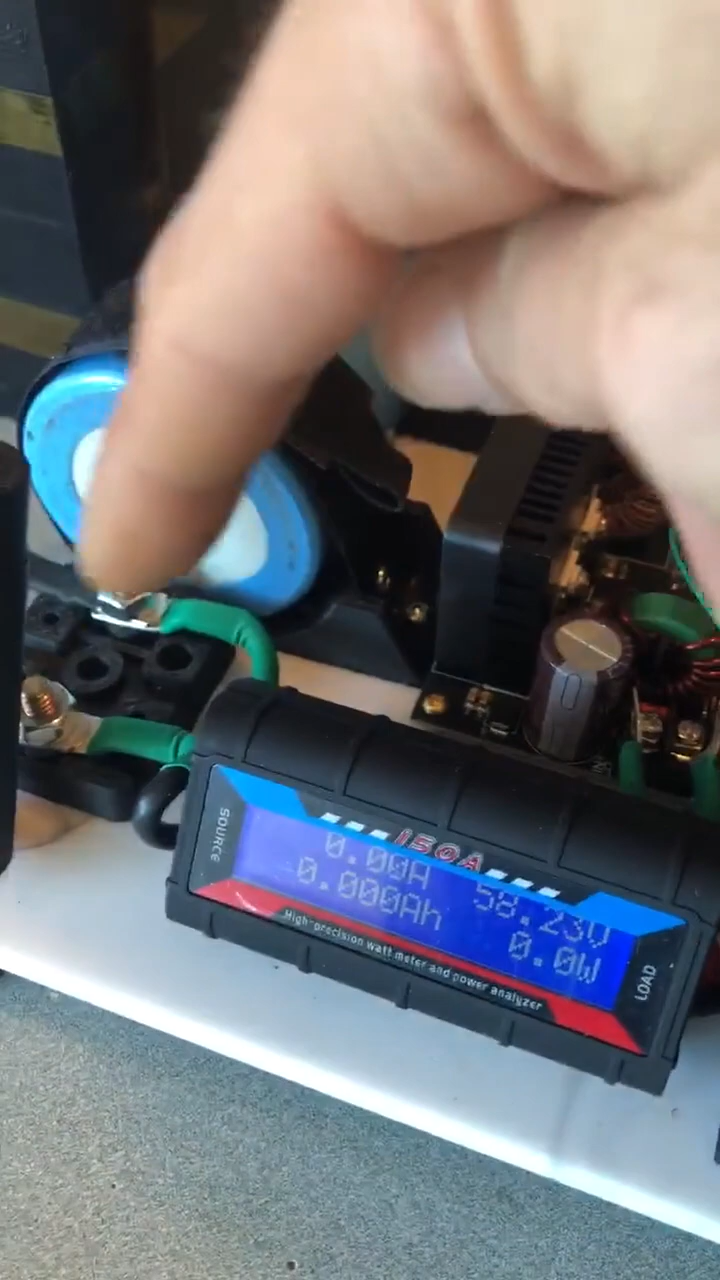 SOURCE
150A
0.00A 58.23V
0.000Ah 0.0W
High-precision watt meter and power analyzer
LOAD